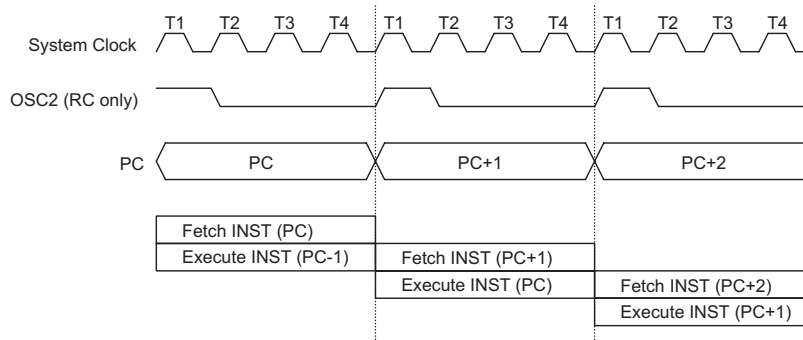 T1 T2 T3 T4 T1 T2 T3 T4 T1 T2 T3 T4
System Clock
OSC2 (RC only)
PC PC PC+1 PC+2
Fetch INST (PC)
Execute INST (PC-1) Fetch INST (PC+1)
Execute INST (PC) Fetch INST (PC+2)
Execute INST (PC+1)